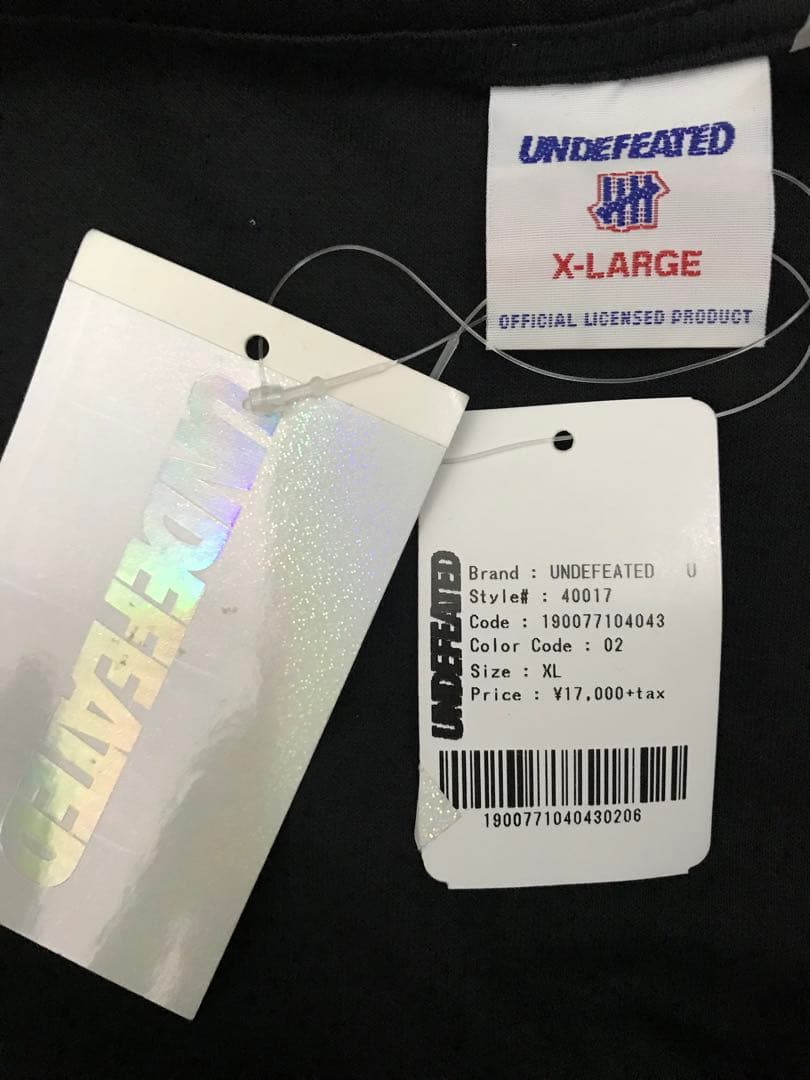 UNDEFEATED
X-LARGE
OFFICIAL LICENSED PRODUCT
UNDEFEATED
UNDEFEATED
Brand : UNDEFEATED U
Style# : 40017
Code : 190077104043
Color Code : 02
Size : XL
Price : ¥17,000+tax
1900771040430206